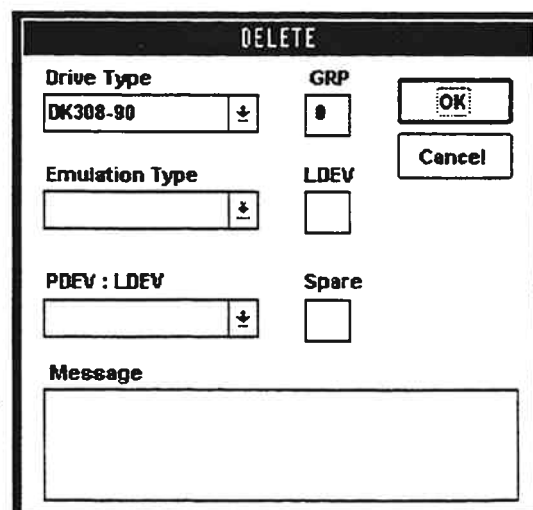 DELETE
Drive Type GRP
DK308-90
OK
Cancel
Emulation Type LDEV
PDEV : LDEV Spare
Message